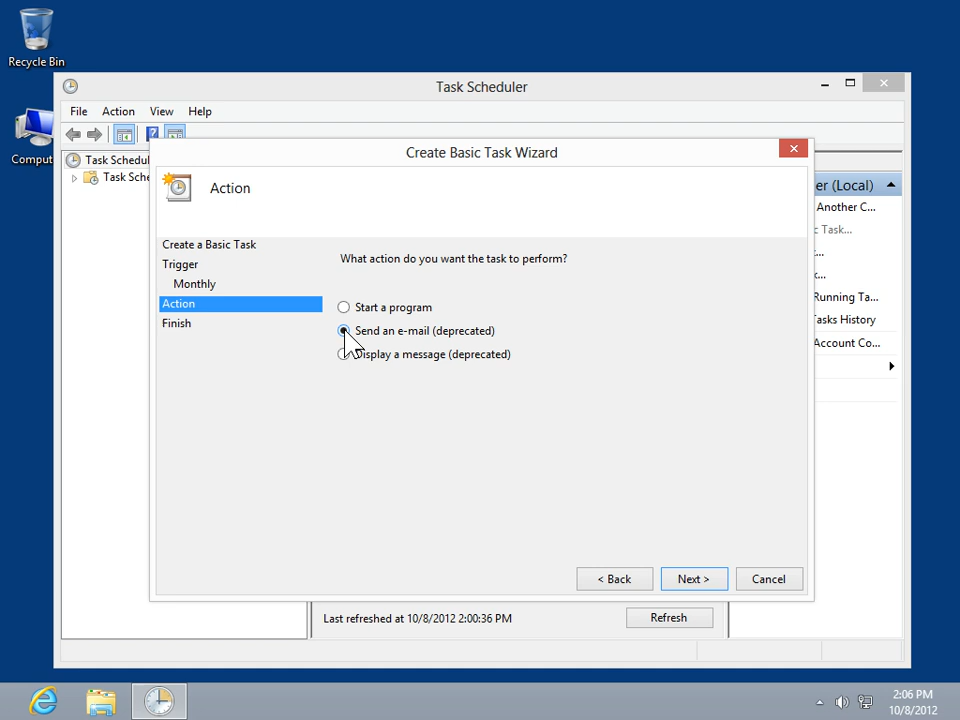 Recycle Bin
Task Scheduler
File Action View Help
Comput
Task Schedul
Task Sche
Create Basic Task Wizard
Action
Create a Basic Task
Trigger
Monthly
Action
Finish
What action do you want the task to perform?
Start a program
Send an e-mail (deprecated)
Display a message (deprecated)
< Back
Next >
Cancel
er (Local)
Another C...
c Task...
...
...
Running Ta...
Tasks History
Account Co...
Last refreshed at 10/8/2012 2:00:36 PM
Refresh
2:06 PM
10/8/2012